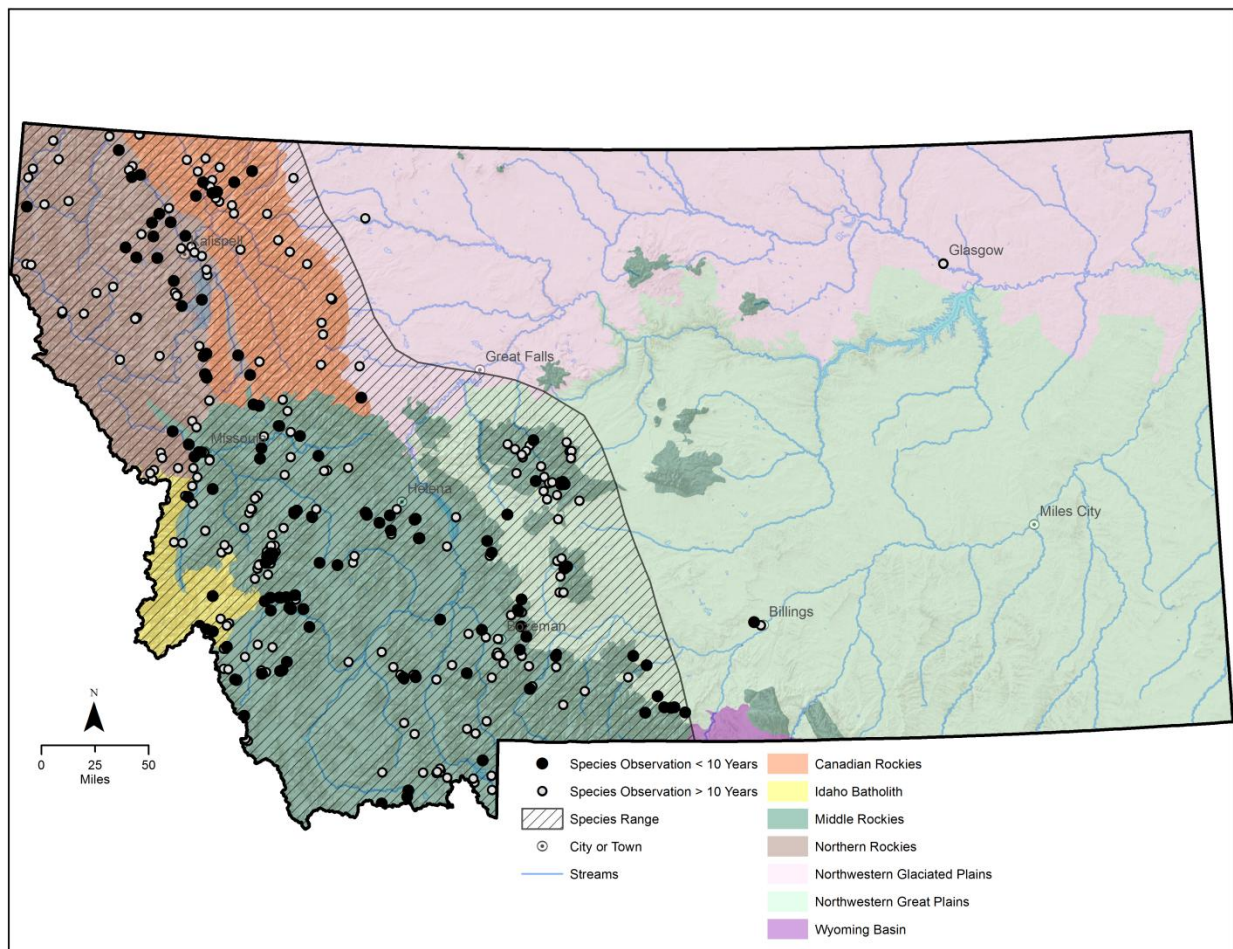 Kalispell
Glasgow
Great Falls
Missoula
Helena
Miles City
Billings
Bozeman
N
0 25 50
Miles
Species Observation < 10 Years
Species Observation > 10 Years
Species Range
City or Town
Streams
Canadian Rockies
Idaho Batholith
Middle Rockies
Northern Rockies
Northwestern Glaciated Plains
Northwestern Great Plains
Wyoming Basin